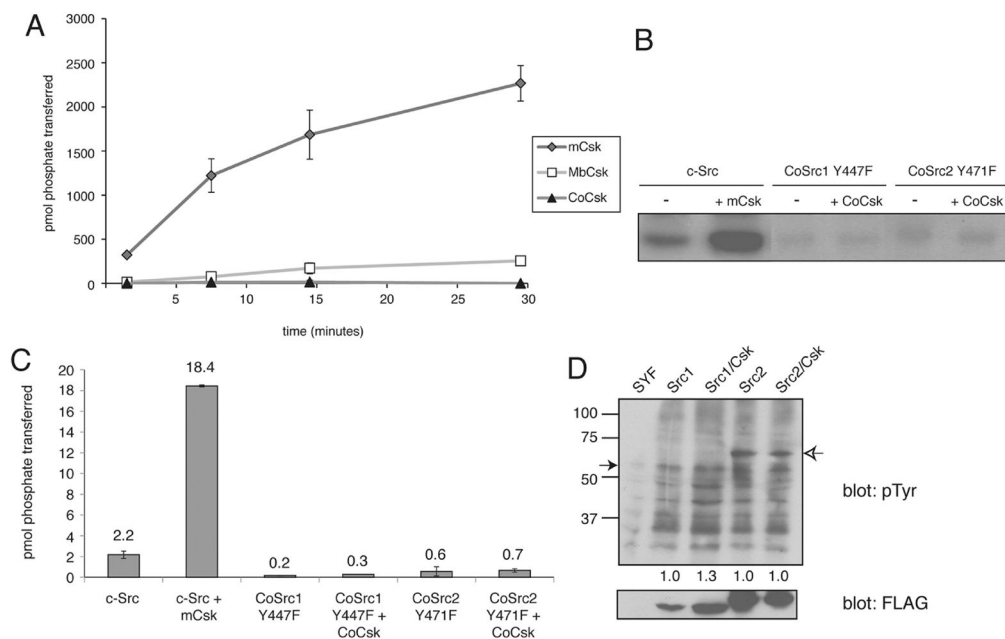 A
pmol phosphate transferred
3000
2500
2000
1500
1000
500
0
5 10 15 20 25 30
time (minutes)
mCsk
MbCsk
CoCsk
B
c-Src CoSrc1 Y447F CoSrc2 Y471F
- + mCsk - + CoCsk - + CoCsk
C
pmol phosphate transferred
20
18
16
14
12
10
8
6
4
2
0
2.2 18.4 0.2 0.3 0.6 0.7
c-Src
c-Src + mCsk
CoSrc1 Y447F
CoSrc1 Y447F + CoCsk
CoSrc2 Y471F
CoSrc2 Y471F + CoCsk
D
SYF Src1 Src1/Csk Src2 Src2/Csk
100
75
50
37
blot: pTyr
1.0 1.3 1.0 1.0
blot: FLAG